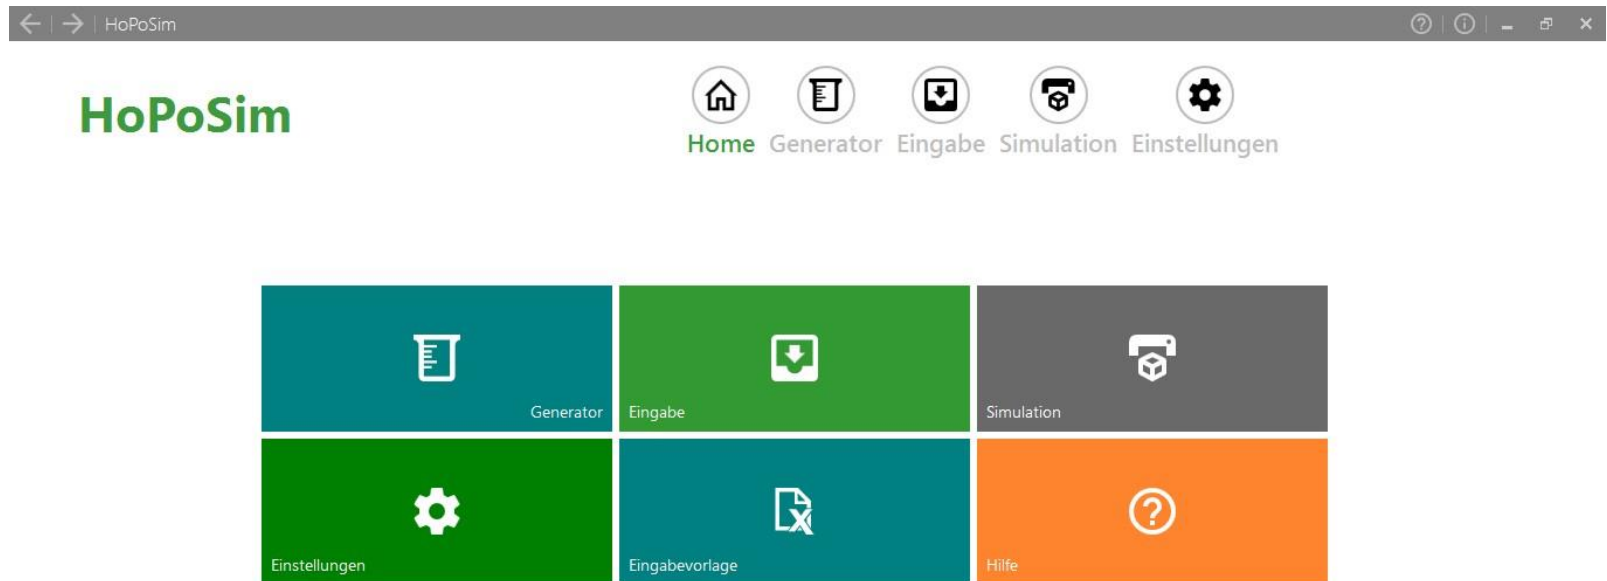 HoPoSim
HoPoSim
Home Generator Eingabe Simulation Einstellungen
Generator Eingabe Simulation
Einstellungen Eingabevorlage Hilfe